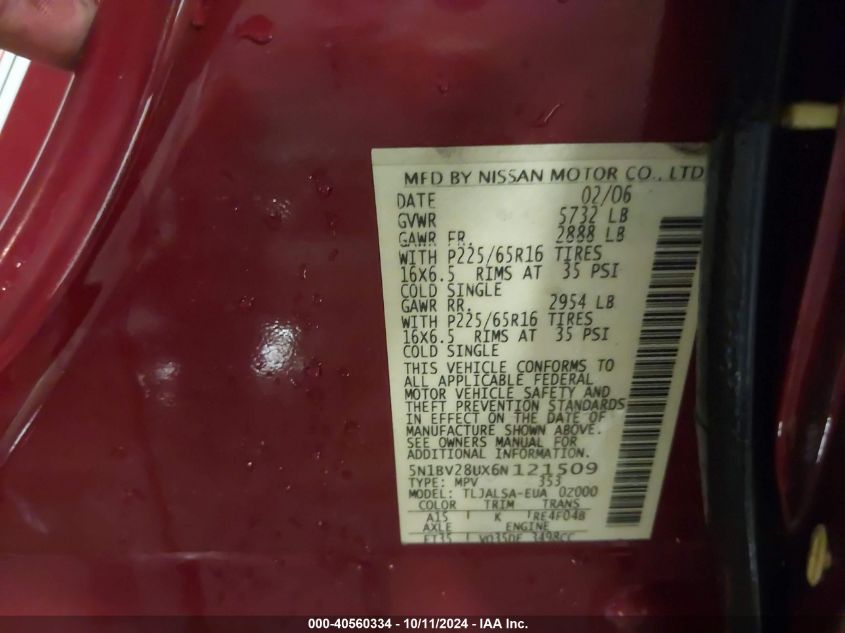 MFD BY NISSAN MOTOR CO., LTD
DATE 02/06
GVWR 5732 LB
GAWR FR. 2888 LB
WITH P225/65R16 TIRES
16X6.5 RIMS AT 35 PSI
COLD SINGLE
GAWR RR. 2954 LB
WITH P225/65R16 TIRES
16X6.5 RIMS AT 35 PSI
COLD SINGLE
THIS VEHICLE CONFORMS TO
ALL APPLICABLE FEDERAL
MOTOR VEHICLE SAFETY AND
THEFT PREVENTION STANDARDS
IN EFFECT ON THE DATE OF
MANUFACTURE SHOWN ABOVE.
SEE OWNERS MANUAL FOR
ADDITIONAL INFORMATION.
5N1BV28UX6N121509
TYPE: MPV 353
MODEL: TLJALSA-EUA 02000
COLOR TRIM TRANS
A15 K RE4F04B
AXLE ENGINE
FT35 VQ35DE 3498CC
000-40560334 - 10/11/2024 - IAA Inc.